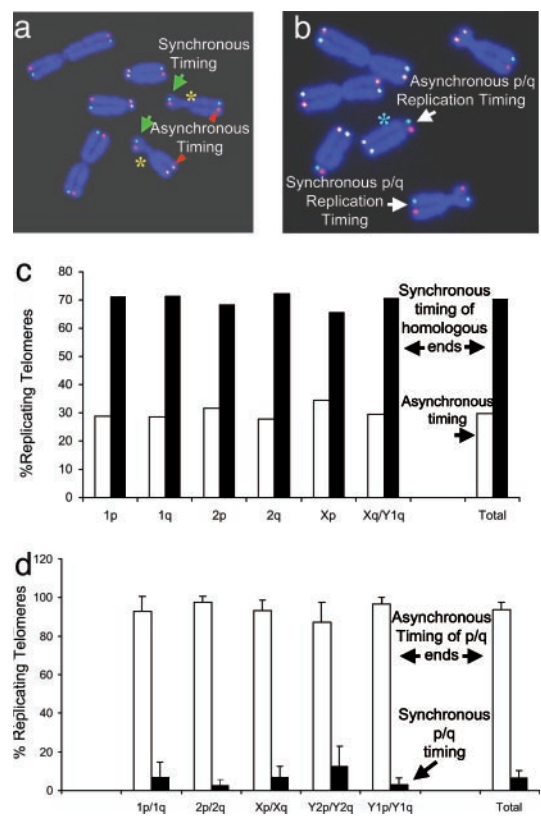 a
Synchronous
Timing
*
Asynchronous
Timing
*
b
Asynchronous p/q
Replication Timing
*
Synchronous p/q
Replication
Timing
c
%Replicating Telomeres
80
70
60
50
40
30
20
10
0
Synchronous
timing of
homologous
ends
Asynchronous
timing
1p 1q 2p 2q Xp Xq/Y1q Total
d
% Replicating Telomeres
120
100
80
60
40
20
0
Asynchronous
Timing of p/q
ends
Synchronous
p/q
timing
1p/1q 2p/2q Xp/Xq Y2p/Y2q Y1p/Y1q Total